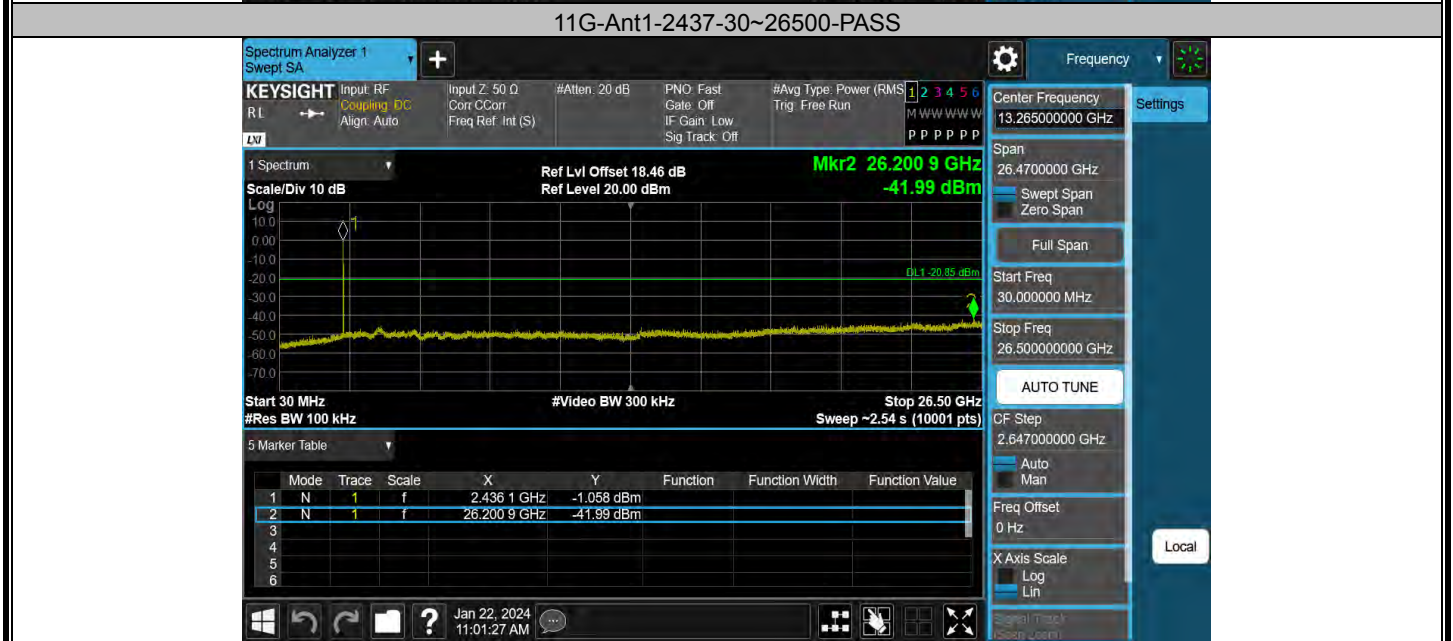 11G-Ant1-2437-30~26500-PASS
Spectrum Analyzer 1
Swept SA
+
Frequency
KEYSIGHT
RL
LXI
Input: RF
Coupling: DC
Align: Auto
Input Z: 50 Ω
Corr CCorr
Freq Ref: Int (S)
#Atten: 20 dB
PNO: Fast
Gate: Off
IF Gain: Low
Sig Track: Off
#Avg Type: Power (RMS
Trig: Free Run
1 2 3 4 5 6
M W W W W W
P P P P P P
Center Frequency
13.265000000 GHz
Settings
Span
26.4700000 GHz
Swept Span
Zero Span
Full Span
Start Freq
30.000000 MHz
Stop Freq
26.500000000 GHz
AUTO TUNE
CF Step
2.647000000 GHz
Auto
Man
Freq Offset
0 Hz
X Axis Scale
Log
Lin
Signal Track
(Span Zoom)
Local
1 Spectrum
Scale/Div 10 dB
Ref Lvl Offset 18.46 dB
Ref Level 20.00 dBm
Mkr2 26.200 9 GHz
-41.99 dBm
Log
10.0
0.00
-10.0
-20.0
-30.0
-40.0
-50.0
-60.0
-70.0
1
DL1 -20.85 dBm
2
Start 30 MHz
#Video BW 300 kHz
Stop 26.50 GHz
#Res BW 100 kHz
Sweep ~2.54 s (10001 pts)
5 Marker Table
Mode Trace Scale X Y Function Function Width Function Value
1 N 1 f 2.436 1 GHz -1.058 dBm
2 N 1 f 26.200 9 GHz -41.99 dBm
3
4
5
6
?
Jan 22, 2024
11:01:27 AM